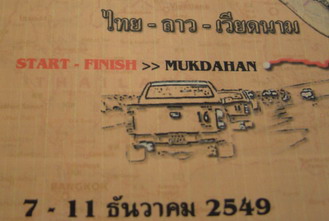 ไทย - ลาว - เวียดนาม
START - FINISH >> MUKDAHAN
16
7 - 11 ธันวาคม 2549